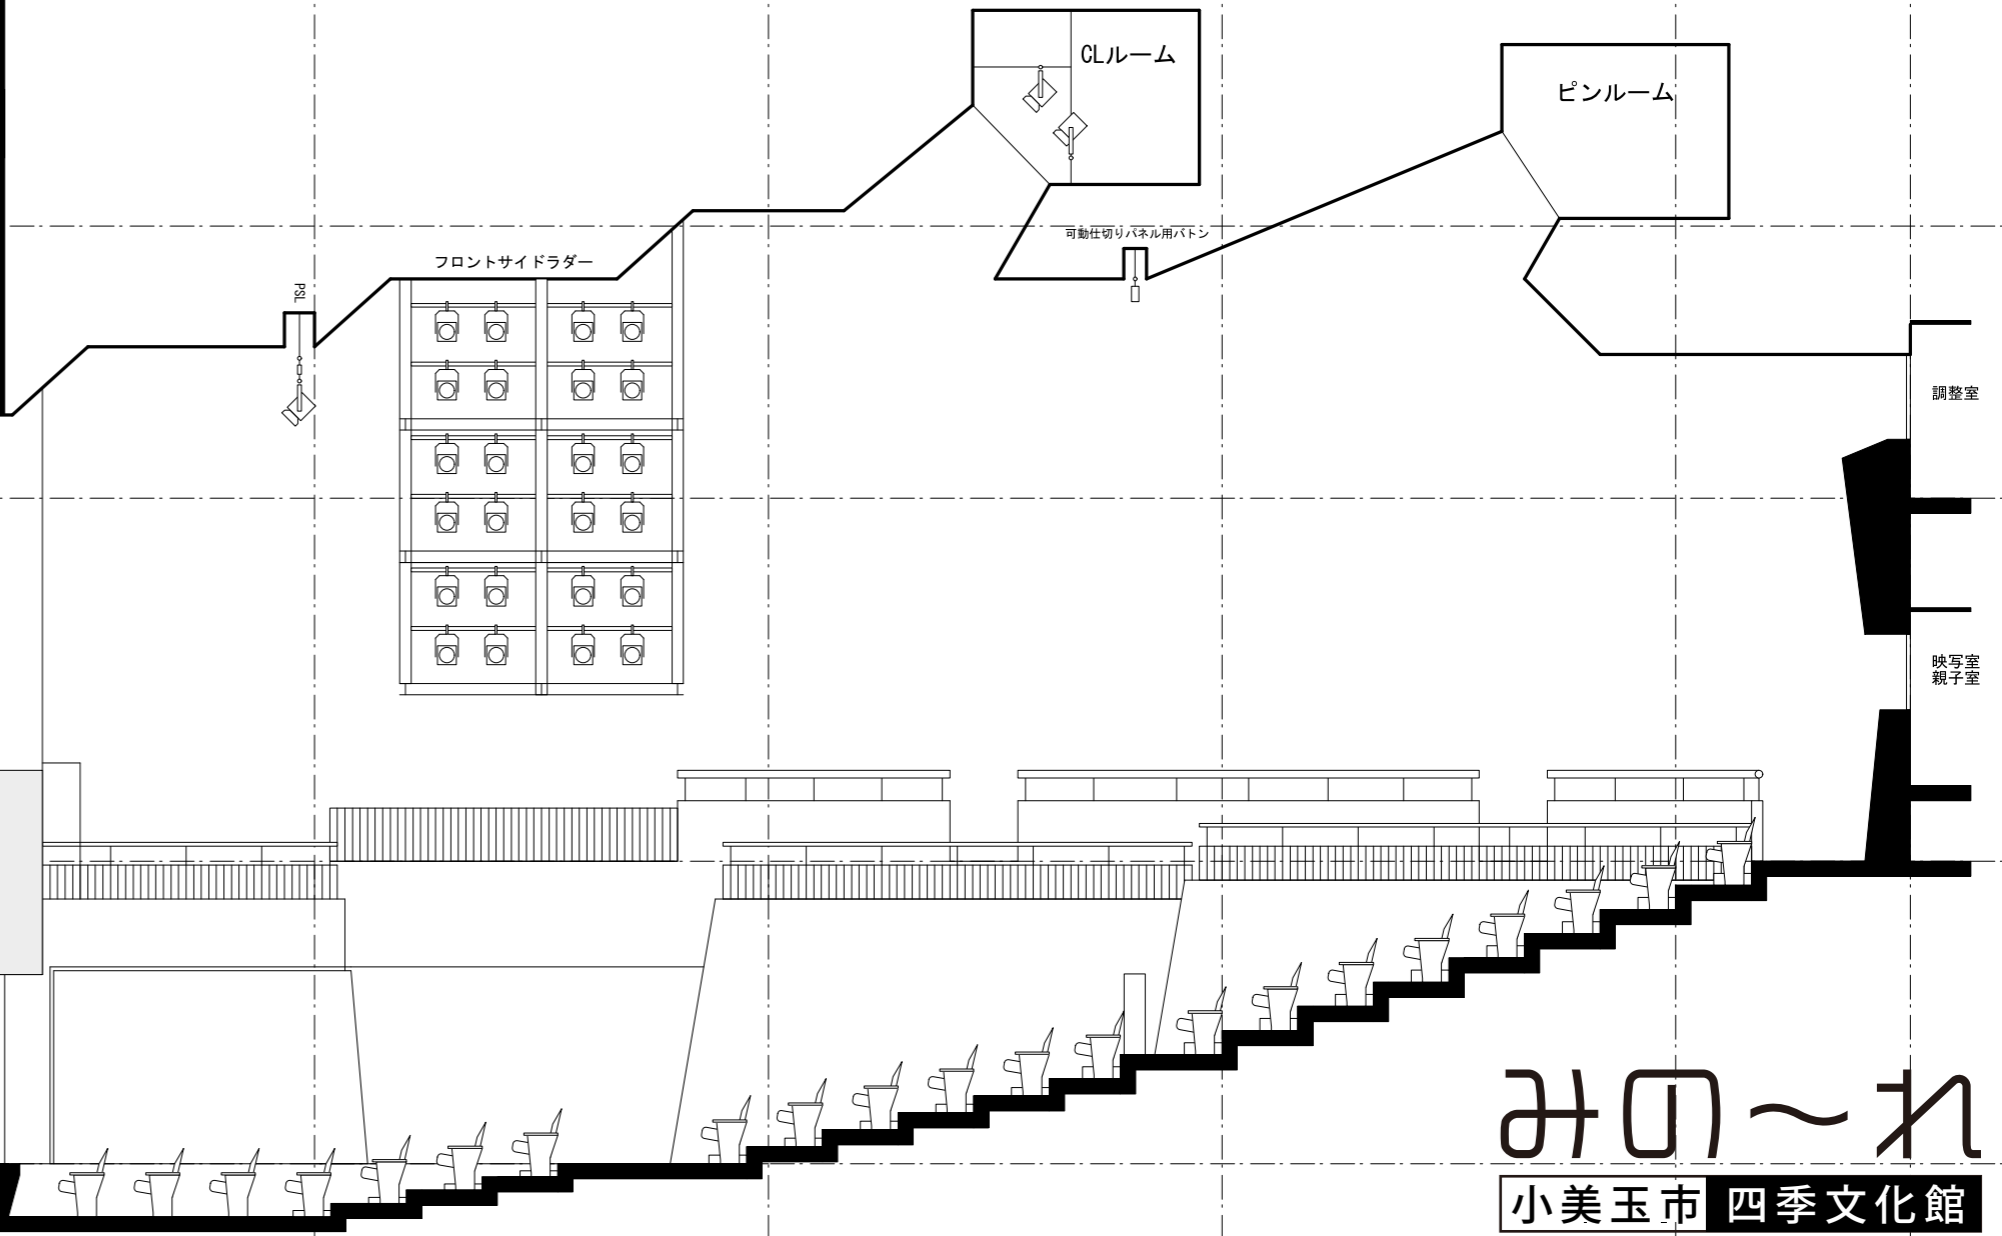 CLルーム
ピンルーム
可動仕切りパネル用バトン
フロントサイドラダー
PSL
調整室
映写室
親子室
みの～れ
小美玉市 四季文化館